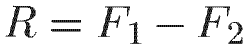 R = F₁ − F₂